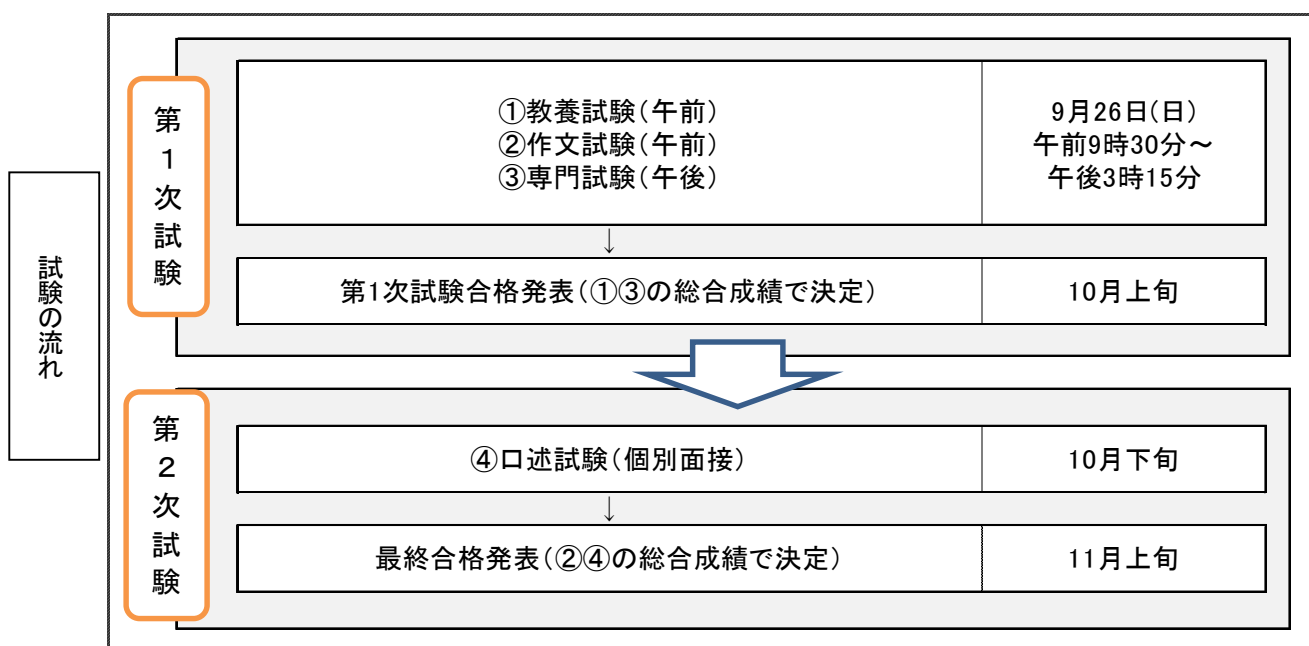 試験の流れ
第1次試験
①教養試験(午前)
②作文試験(午前)
③専門試験(午後)
9月26日(日)
午前9時30分～
午後3時15分
↓
第1次試験合格発表(①③の総合成績で決定)
10月上旬
第2次試験
④口述試験(個別面接)
10月下旬
↓
最終合格発表(②④の総合成績で決定)
11月上旬